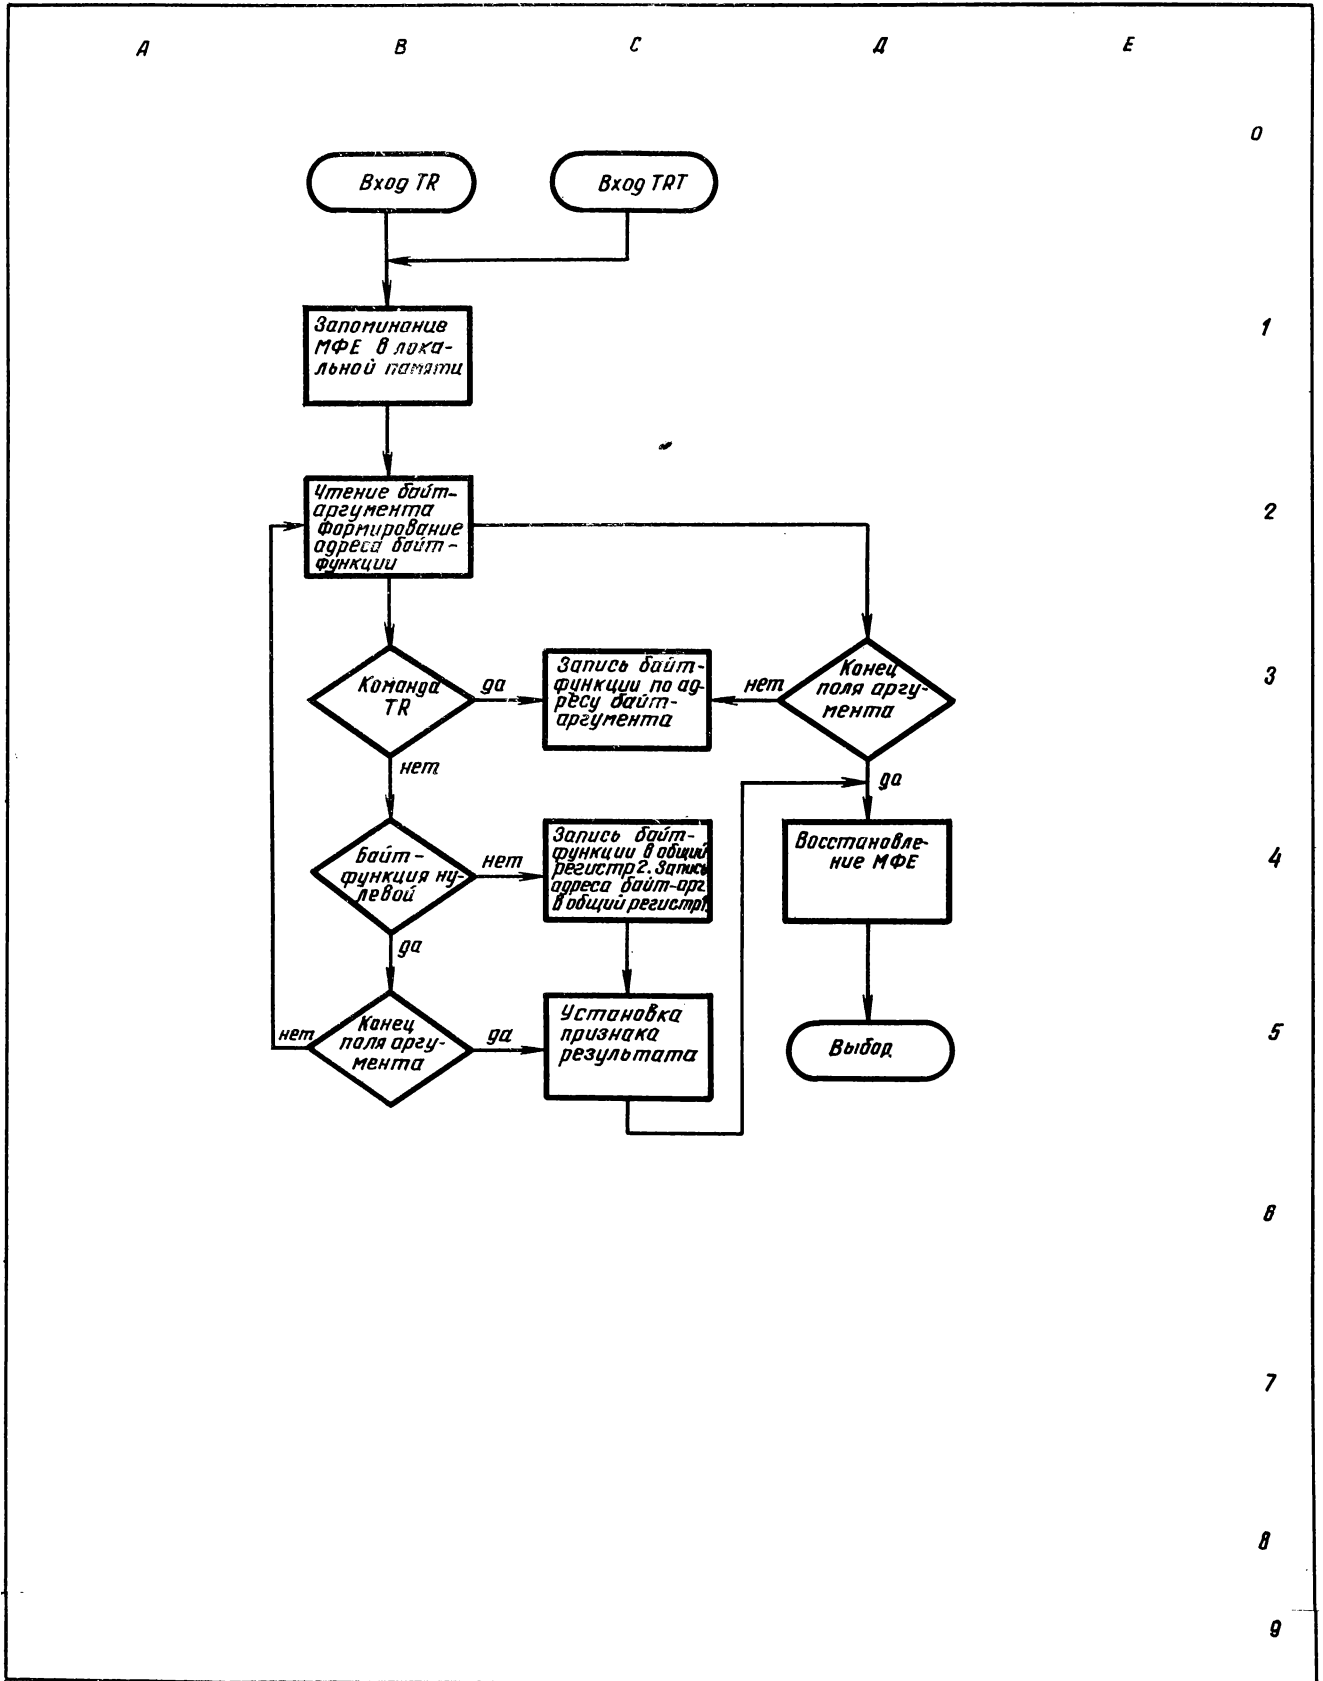 А
В
С
Д
Е
0
Вход TR
Вход TRT
1
Запоминание
МФЕ в лока-
льной памяти
2
Чтение байт-
аргумента
Формирование
адреса байт-
функции
3
Команда
TR
да
Запись байт-
функции по ад-
ресу байт-
аргумента
нет
Конец
поля аргу-
мента
нет
да
4
Байт-
функция ну-
левой
нет
Запись байт-
функции в общий
регистр 2. Запись
адреса байт-арг.
в общий регистр1.
Восстановле-
ние МФЕ
да
5
нет
Конец
поля аргу-
мента
да
Установка
признака
результата
Выбор
6
7
8
9